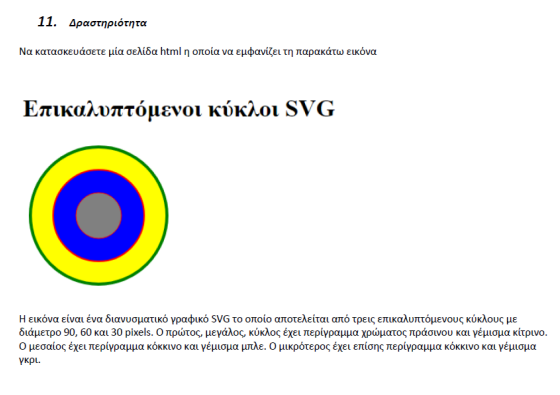 11. Δραστηριότητα
Να κατασκευάσετε μία σελίδα html η οποία να εμφανίζει τη παρακάτω εικόνα
Επικαλυπτόμενοι κύκλοι SVG
Η εικόνα είναι ένα διανυσματικό γραφικό SVG το οποίο αποτελείται από τρεις επικαλυπτόμενους κύκλους με
διάμετρο 90, 60 και 30 pixels. Ο πρώτος, μεγάλος, κύκλος έχει περίγραμμα χρώματος πράσινου και γέμισμα κίτρινο.
Ο μεσαίος έχει περίγραμμα κόκκινο και γέμισμα μπλε. Ο μικρότερος έχει επίσης περίγραμμα κόκκινο και γέμισμα
γκρι.